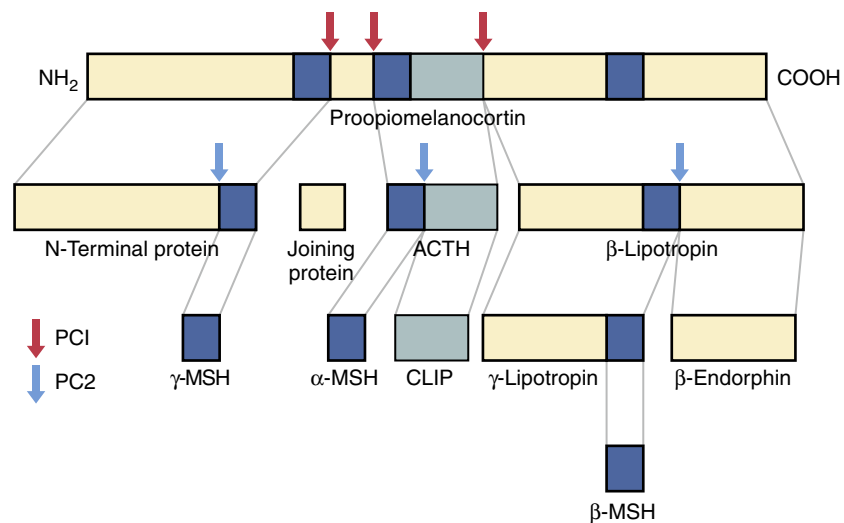 NH2
COOH
Proopiomelanocortin
N-Terminal protein
Joining
protein
ACTH
β-Lipotropin
PCI
PC2
γ-MSH
α-MSH
CLIP
γ-Lipotropin
β-Endorphin
β-MSH